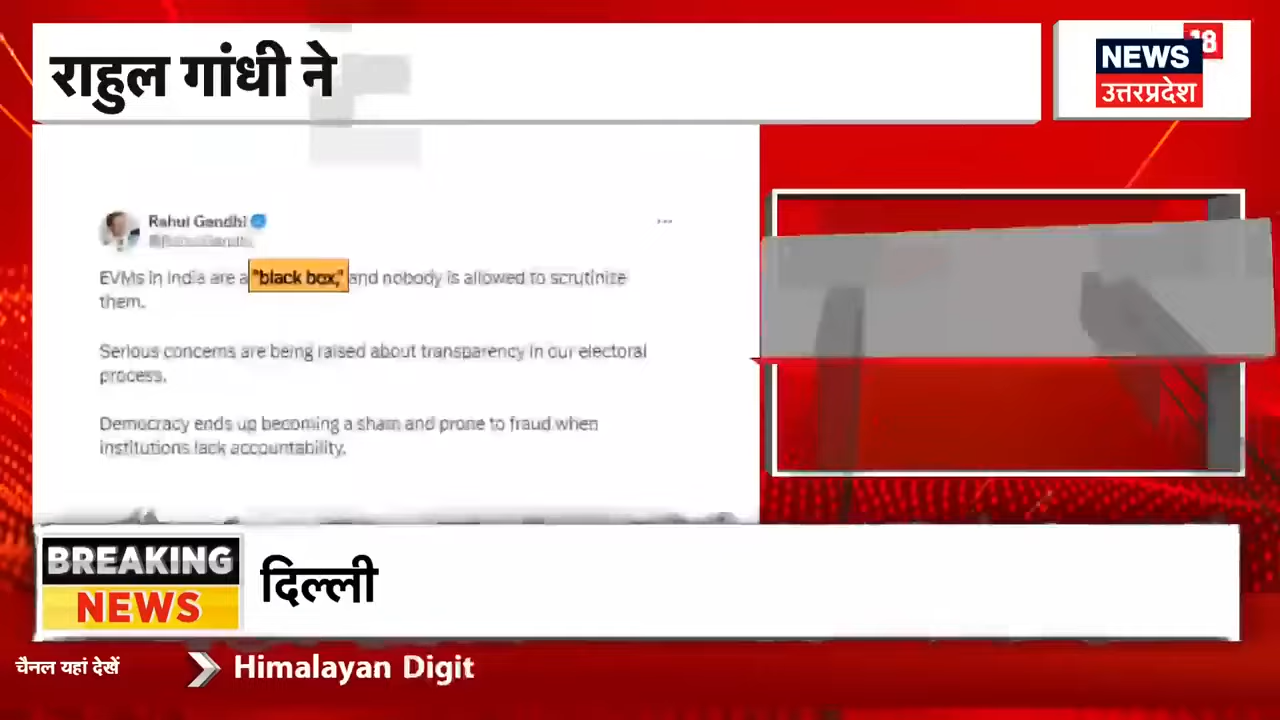 राहुल गांधी ने
NEWS 18
उत्तरप्रदेश
Rahul Gandhi
@RahulGandhi
EVMs in India are a "black box," and nobody is allowed to scrutinize
them.
Serious concerns are being raised about transparency in our electoral
process.
Democracy ends up becoming a sham and prone to fraud when
institutions lack accountability.
BREAKING
NEWS
दिल्ली
चैनल यहां देखें
Himalayan Digit